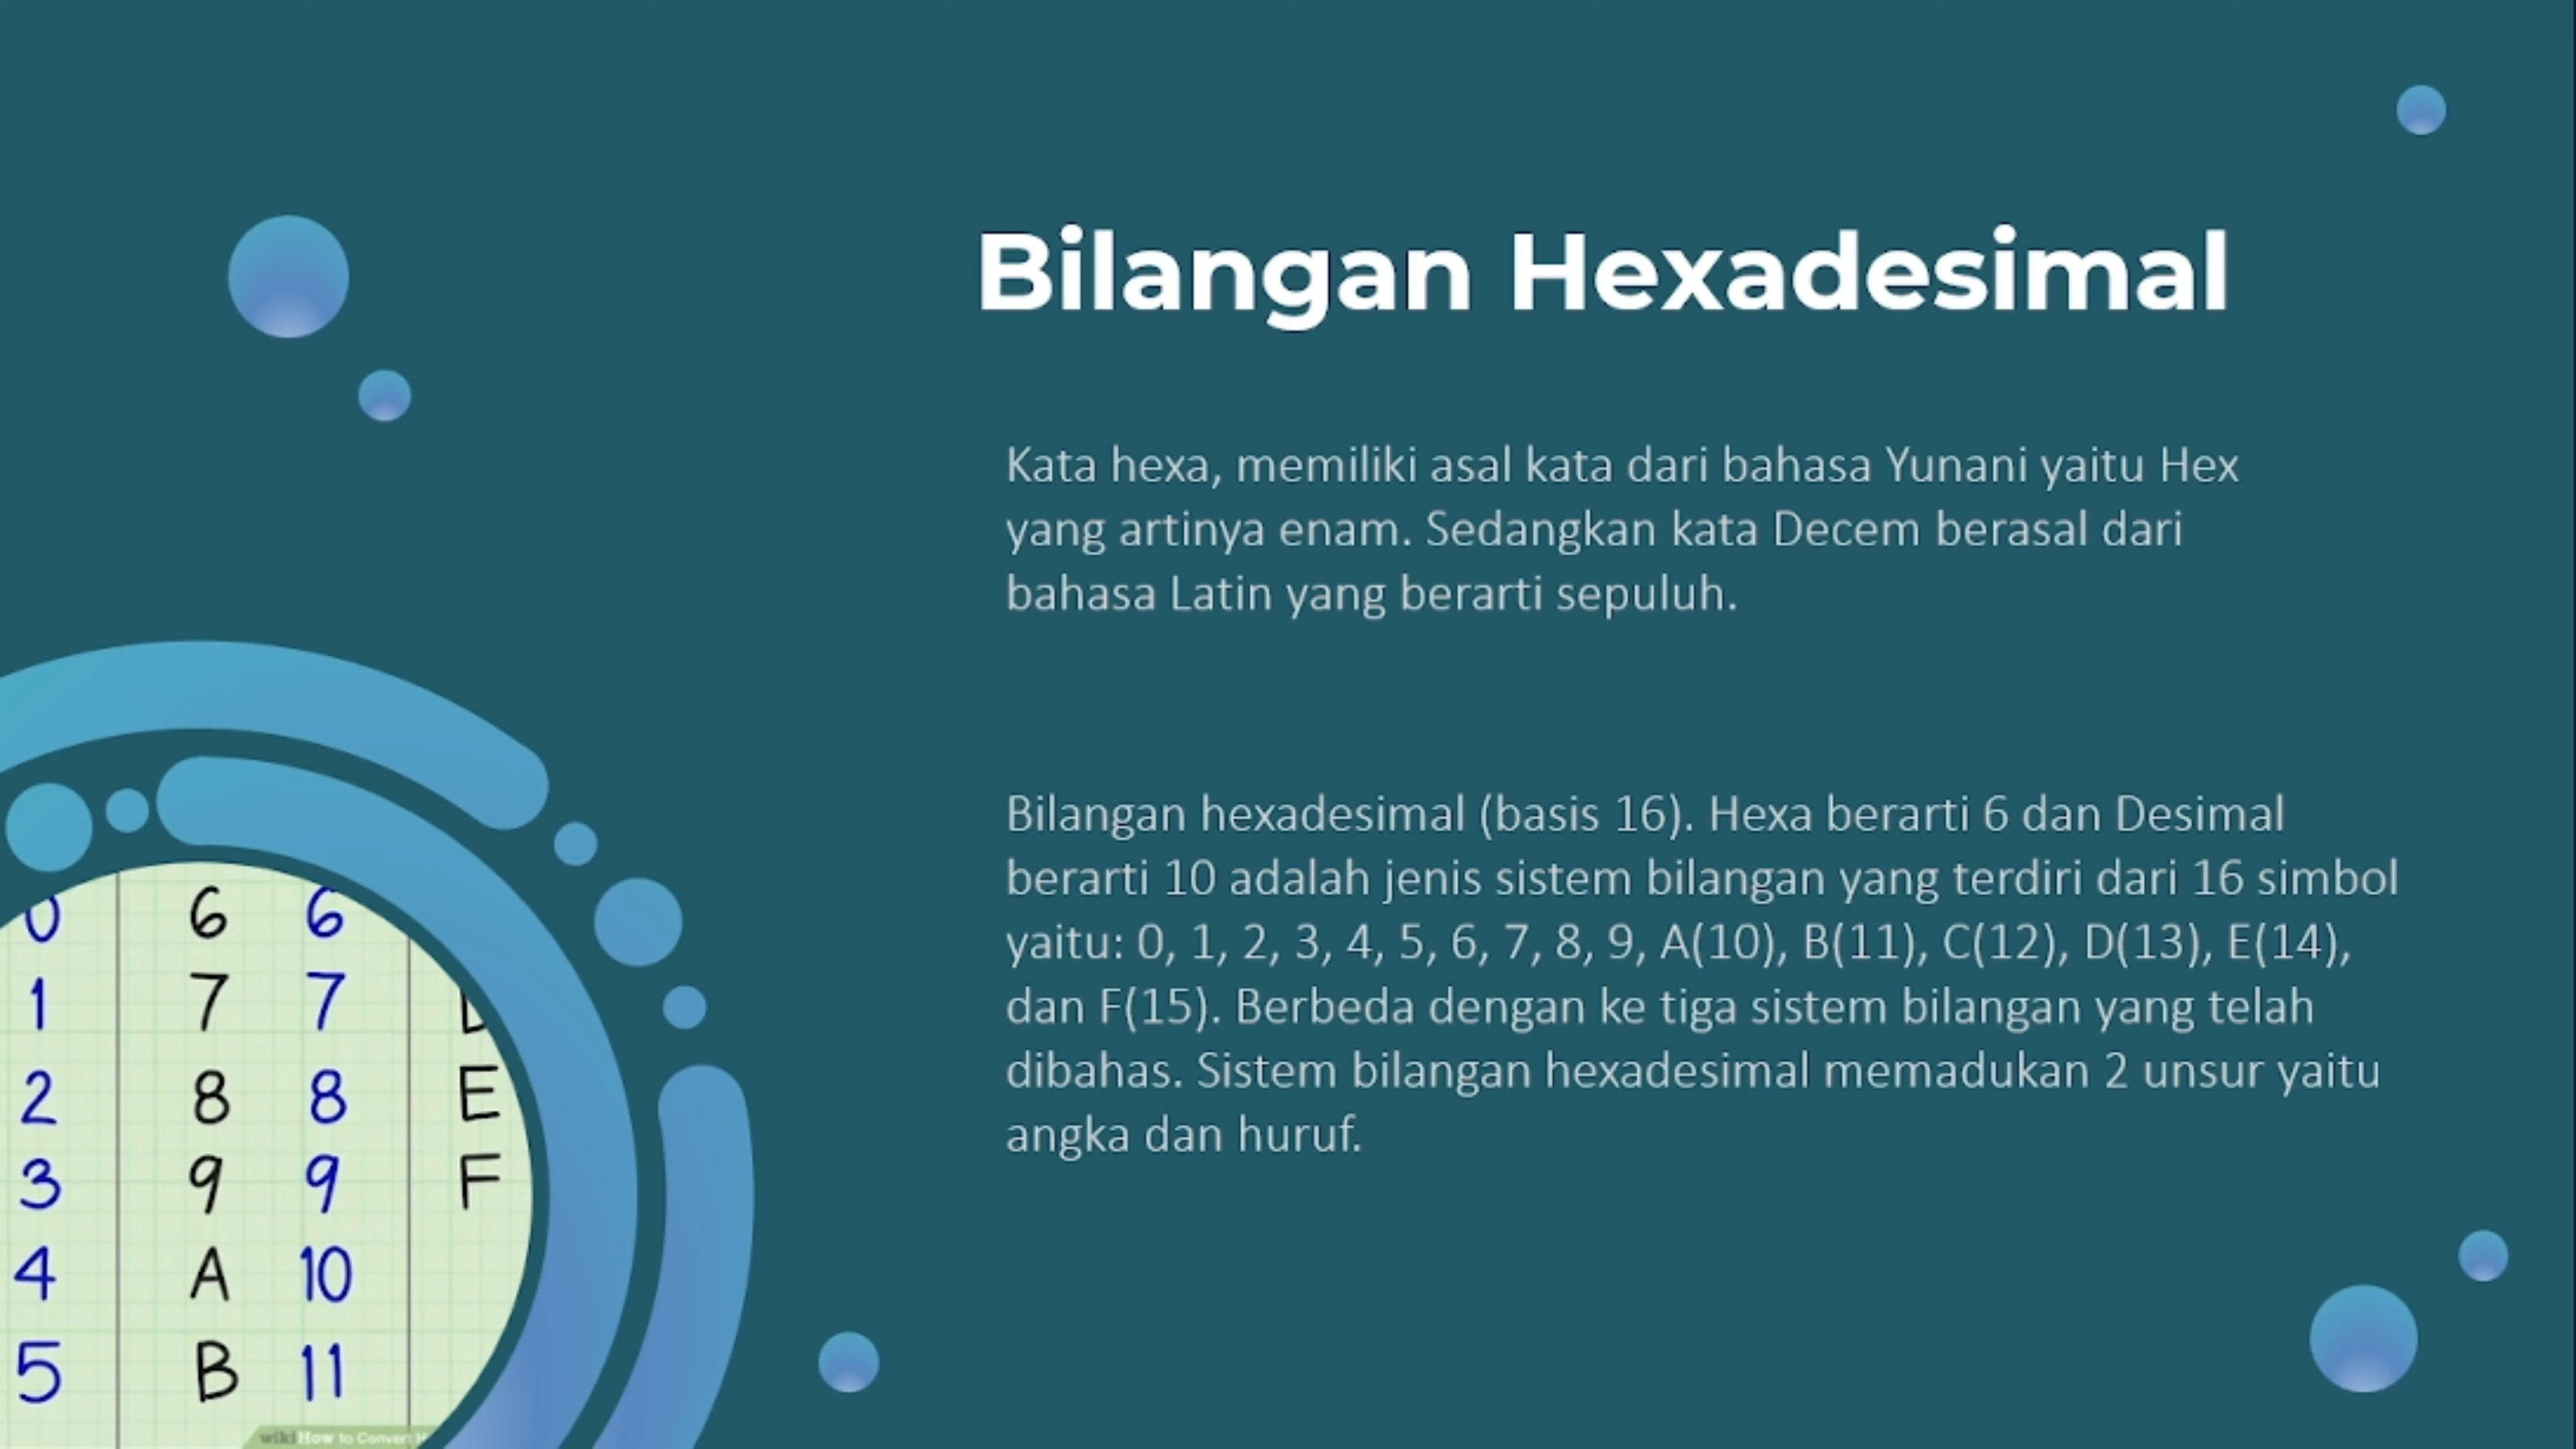 Bilangan Hexadesimal
Kata hexa, memiliki asal kata dari bahasa Yunani yaitu Hex
yang artinya enam. Sedangkan kata Decem berasal dari
bahasa Latin yang berarti sepuluh.
Bilangan hexadesimal (basis 16). Hexa berarti 6 dan Desimal
berarti 10 adalah jenis sistem bilangan yang terdiri dari 16 simbol
yaitu: 0, 1, 2, 3, 4, 5, 6, 7, 8, 9, A(10), B(11), C(12), D(13), E(14),
dan F(15). Berbeda dengan ke tiga sistem bilangan yang telah
dibahas. Sistem bilangan hexadesimal memadukan 2 unsur yaitu
angka dan huruf.
0 6 6
1 7 7
2 8 8 E
3 9 9 F
4 A 10
5 B 11
wikiHow to Convert